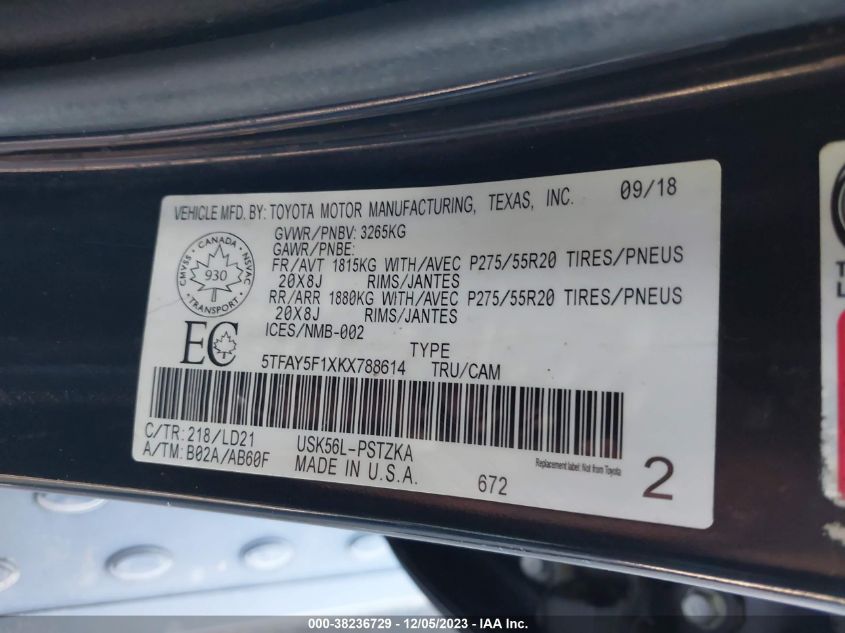 VEHICLE MFD. BY: TOYOTA MOTOR MANUFACTURING, TEXAS, INC. 09/18
GVWR/PNBV: 3265KG
GAWR/PNBE:
FR/AVT 1815KG WITH/AVEC P275/55R20 TIRES/PNEUS
20X8J RIMS/JANTES
RR/ARR 1880KG WITH/AVEC P275/55R20 TIRES/PNEUS
20X8J RIMS/JANTES
ICES/NMB-002
CANADA
CMVSS 930 NSVAC
TRANSPORT
EC
TYPE
5TFAY5F1XKX788614 TRU/CAM
C/TR: 218/LD21 USK56L-PSTZKA
A/TM: B02A/AB60F MADE IN U.S.A. 672
Replacement label: Not from Toyota
2
T
L
000-38236729 - 12/05/2023 - IAA Inc.